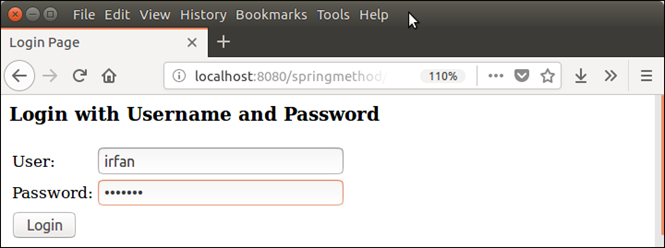 File Edit View History Bookmarks Tools Help
Login Page
localhost:8080/springmethod/ 110%
Login with Username and Password
User: irfan
Password: •••••••
Login